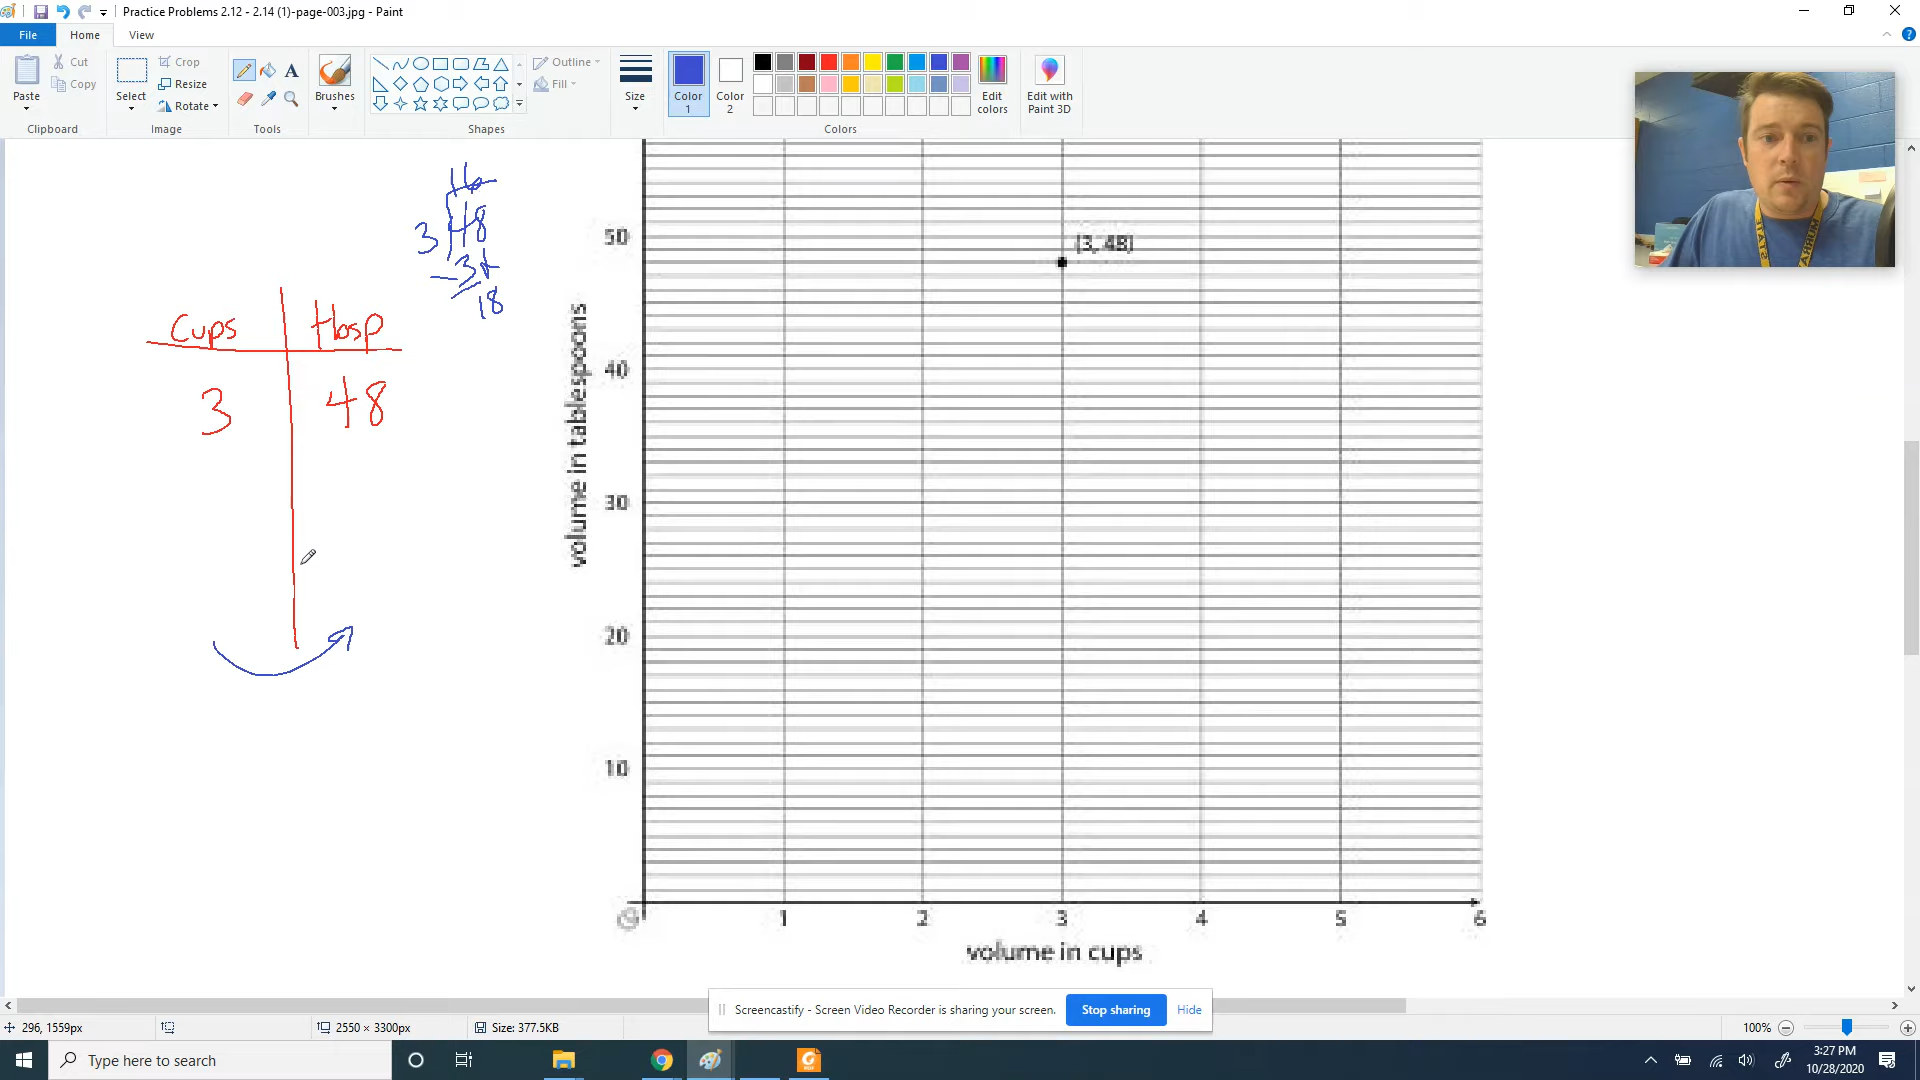 Practice Problems 2.12 - 2.14 (1)-page-003.jpg - Paint
File Home View
Paste
Cut
Copy
Clipboard
Select
Crop
Resize
Rotate
Image
A
Tools
Brushes
Outline
Fill
Shapes
Size
Color 1
Color 2
Edit colors
Colors
Edit with Paint 3D
16
3 48
-3
18
Cups Tbsp
3 48
volume in tablespoons
50
40
30
20
10
(3, 48)
0 1 2 3 4 5 6
volume in cups
Screencastify - Screen Video Recorder is sharing your screen. Stop sharing Hide
296, 1559px
2550 × 3300px
Size: 377.5KB
100%
Type here to search
3:27 PM
10/28/2020